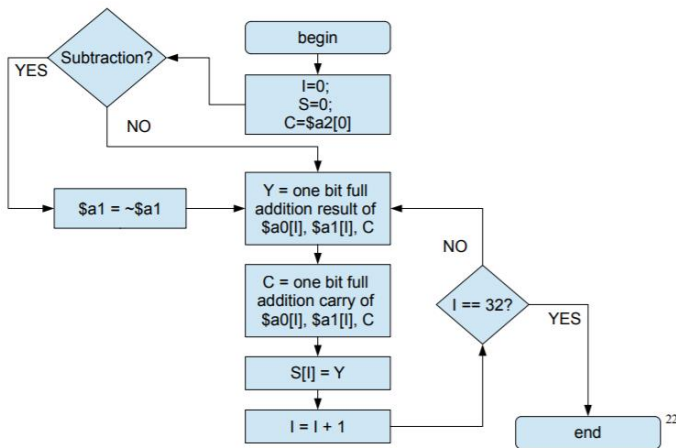 begin
I=0;
S=0;
C=$a2[0]
Subtraction?
YES
NO
$a1 = ~$a1
Y = one bit full
addition result of
$a0[I], $a1[I], C
C = one bit full
addition carry of
$a0[I], $a1[I], C
S[I] = Y
I = I + 1
NO
I == 32?
YES
end
22